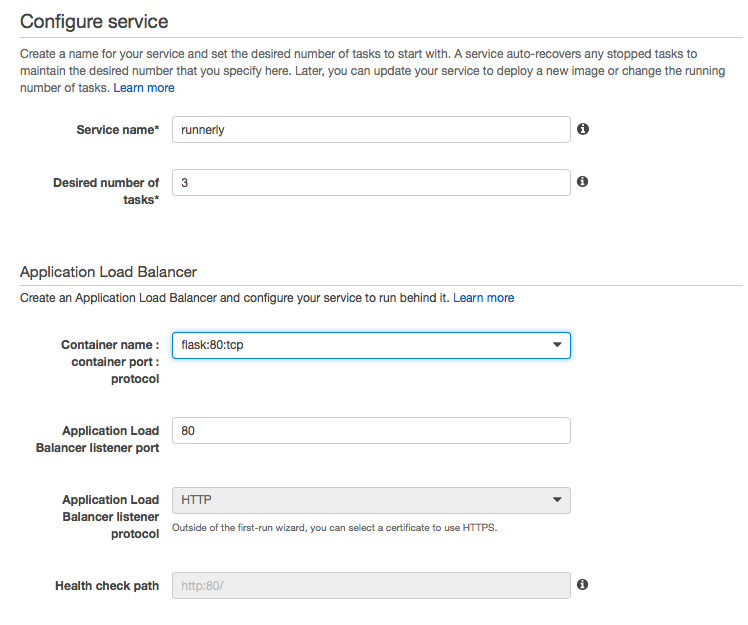 Configure service
Create a name for your service and set the desired number of tasks to start with. A service auto-recovers any stopped tasks to
maintain the desired number that you specify here. Later, you can update your service to deploy a new image or change the running
number of tasks. Learn more
Service name* runnerly
Desired number of
tasks* 3
Application Load Balancer
Create an Application Load Balancer and configure your service to run behind it. Learn more
Container name :
container port :
protocol
flask:80:tcp
Application Load
Balancer listener port
80
Application Load
Balancer listener
protocol
HTTP
Outside of the first-run wizard, you can select a certificate to use HTTPS.
Health check path http:80/